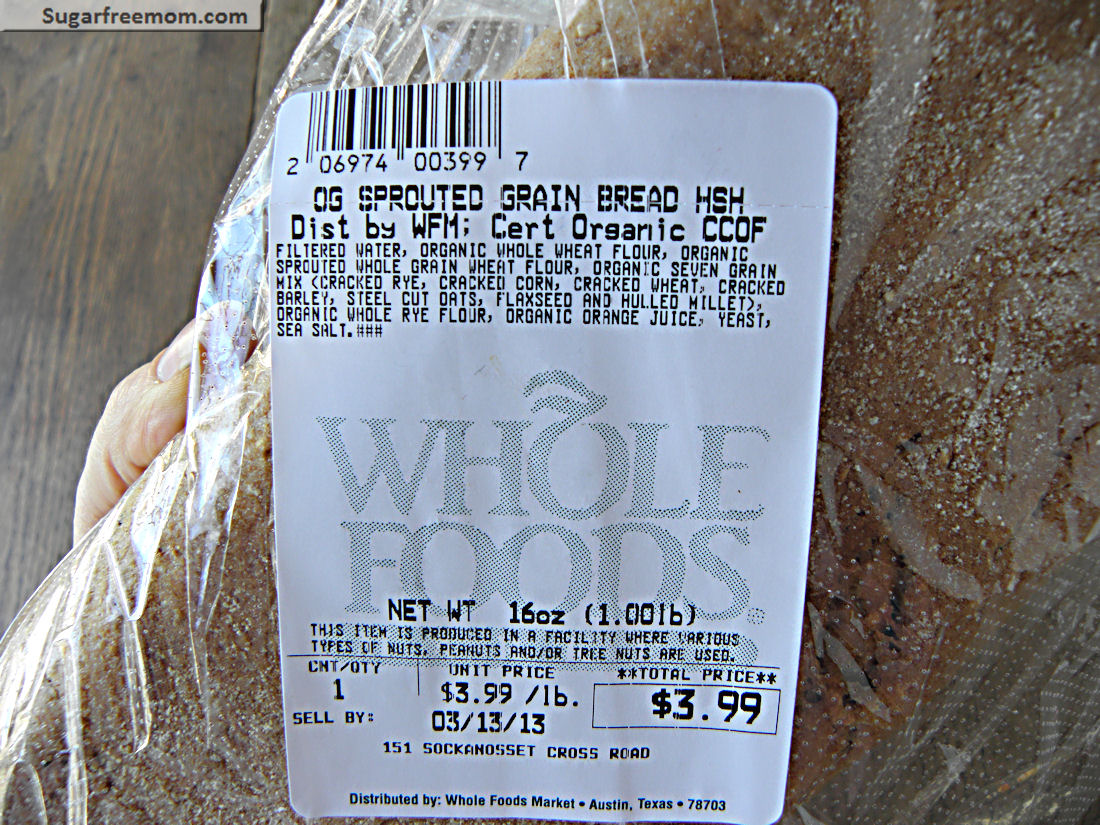 Sugarfreemom.com
2 06974 00399 7
OG SPROUTED GRAIN BREAD HSH
Dist by WFM; Cert Organic CCOF
FILTERED WATER, ORGANIC WHOLE WHEAT FLOUR, ORGANIC
SPROUTED WHOLE GRAIN WHEAT FLOUR, ORGANIC SEVEN GRAIN
MIX (CRACKED RYE, CRACKED CORN, CRACKED WHEAT, CRACKED
BARLEY, STEEL CUT OATS, FLAXSEED AND HULLED MILLET),
ORGANIC WHOLE RYE FLOUR, ORGANIC ORANGE JUICE, YEAST,
SEA SALT.###
WHOLE
FOODS
NET WT 16oz (1.00lb)
THIS ITEM IS PRODUCED IN A FACILITY WHERE VARIOUS
TYPES OF NUTS, PEANUTS AND/OR TREE NUTS ARE USED.
CNT/QTY UNIT PRICE **TOTAL PRICE**
1 $3.99 /lb. $3.99
SELL BY: 03/13/13
151 SOCKANOSSET CROSS ROAD
Distributed by: Whole Foods Market • Austin, Texas • 78703